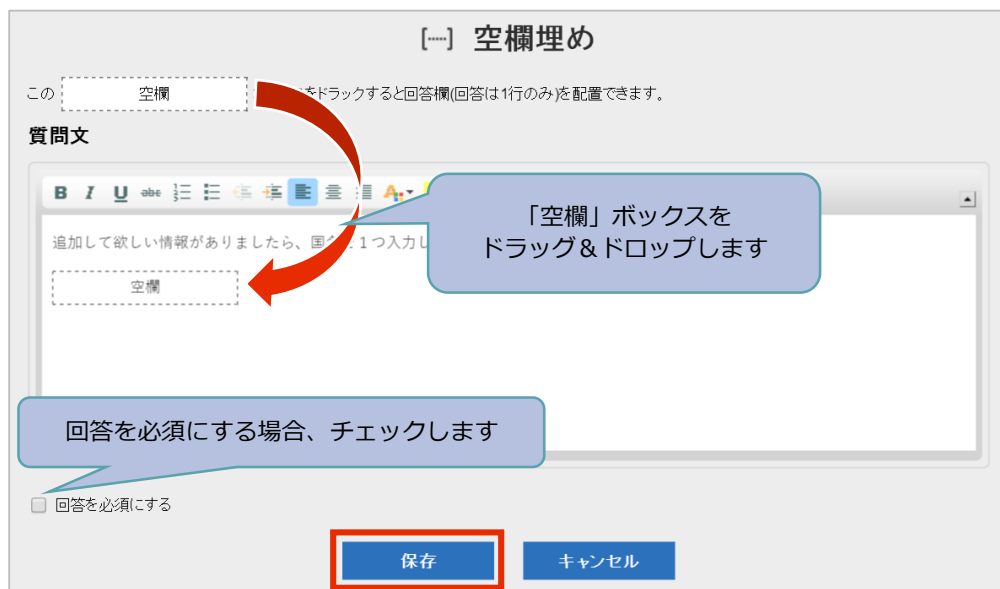 [┈] 空欄埋め
この 空欄 をドラックすると回答欄(回答は1行のみ)を配置できます。
質問文
B I U abc A
「空欄」ボックスを
ドラッグ＆ドロップします
追加して欲しい情報がありましたら、国 １つ入力し
空欄
回答を必須にする場合、チェックします
回答を必須にする
保存 キャンセル